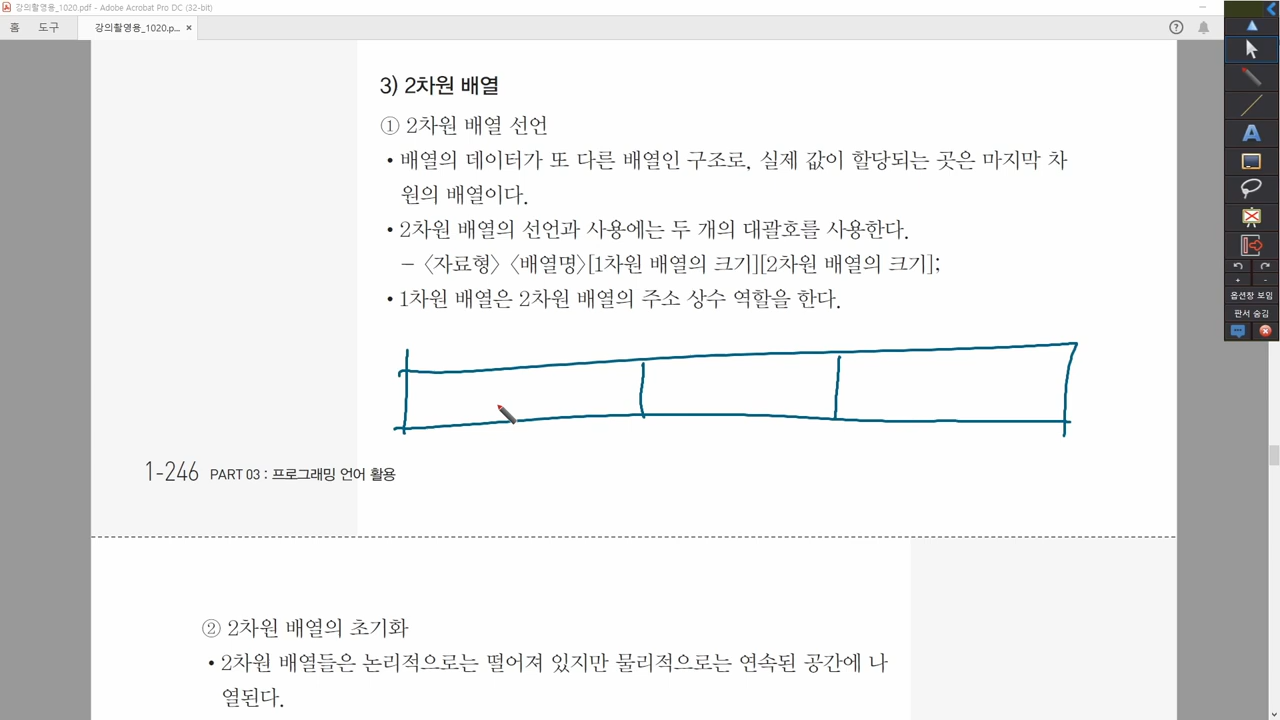 강의촬영용_1020.pdf - Adobe Acrobat Pro DC (32-bit)
홈 도구 강의촬영용_1020.p... ×
3) 2차원 배열
① 2차원 배열 선언
• 배열의 데이터가 또 다른 배열인 구조로, 실제 값이 할당되는 곳은 마지막 차
원의 배열이다.
• 2차원 배열의 선언과 사용에는 두 개의 대괄호를 사용한다.
– 〈자료형〉 〈배열명〉[1차원 배열의 크기][2차원 배열의 크기];
• 1차원 배열은 2차원 배열의 주소 상수 역할을 한다.
1-246 PART 03 : 프로그래밍 언어 활용
② 2차원 배열의 초기화
• 2차원 배열들은 논리적으로는 떨어져 있지만 물리적으로는 연속된 공간에 나
열된다.
A
+ -
옵션장 보임
판서 숨김